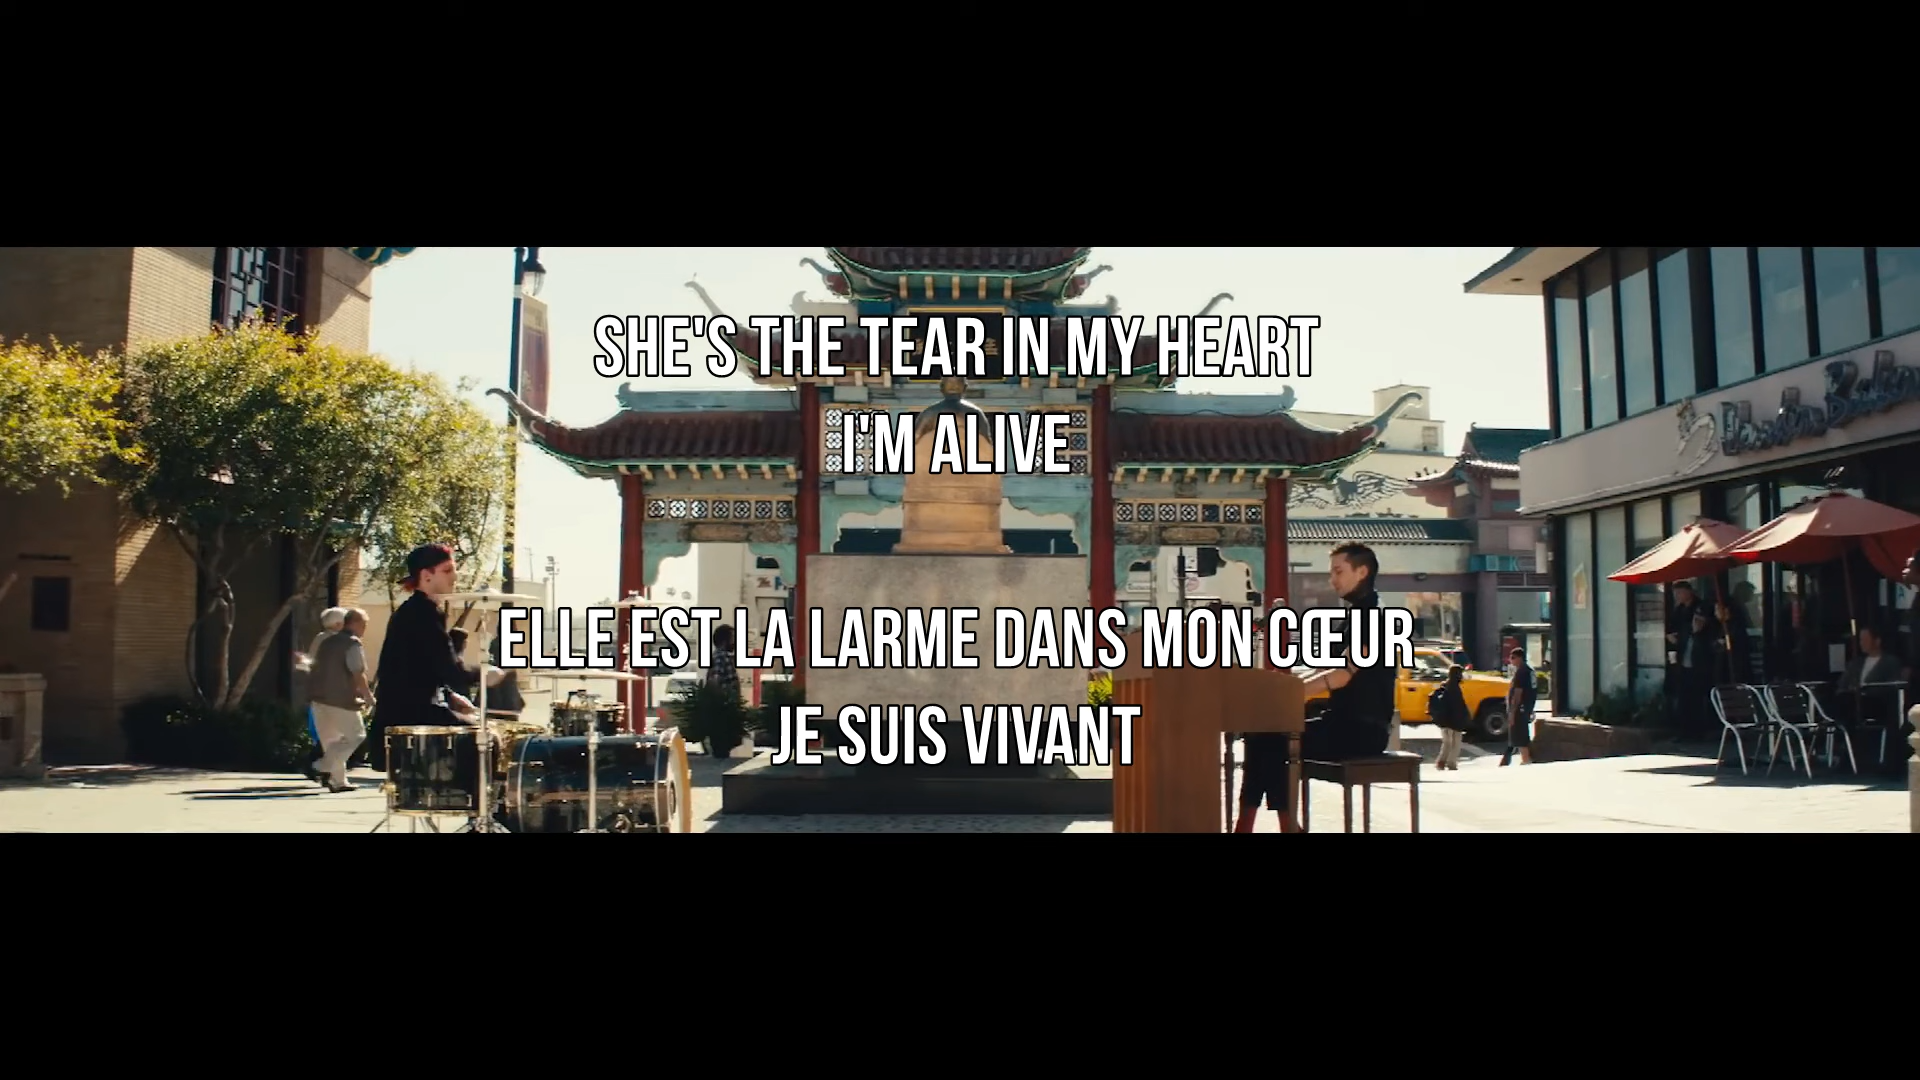 SHE'S THE TEAR IN MY HEART
I'M ALIVE
ELLE EST LA LARME DANS MON CŒUR
JE SUIS VIVANT